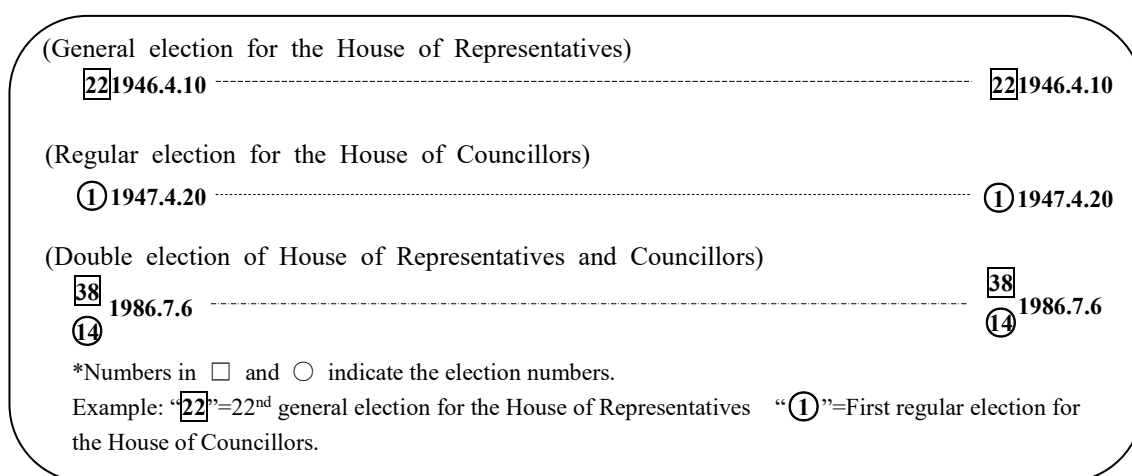 (General election for the House of Representatives)
22 1946.4.10 22 1946.4.10
(Regular election for the House of Councillors)
① 1947.4.20 ① 1947.4.20
(Double election of House of Representatives and Councillors)
38 38
1986.7.6 1986.7.6
⑭ ⑭
*Numbers in □ and ○ indicate the election numbers.
Example: “22”=22nd general election for the House of Representatives “①”=First regular election for
the House of Councillors.